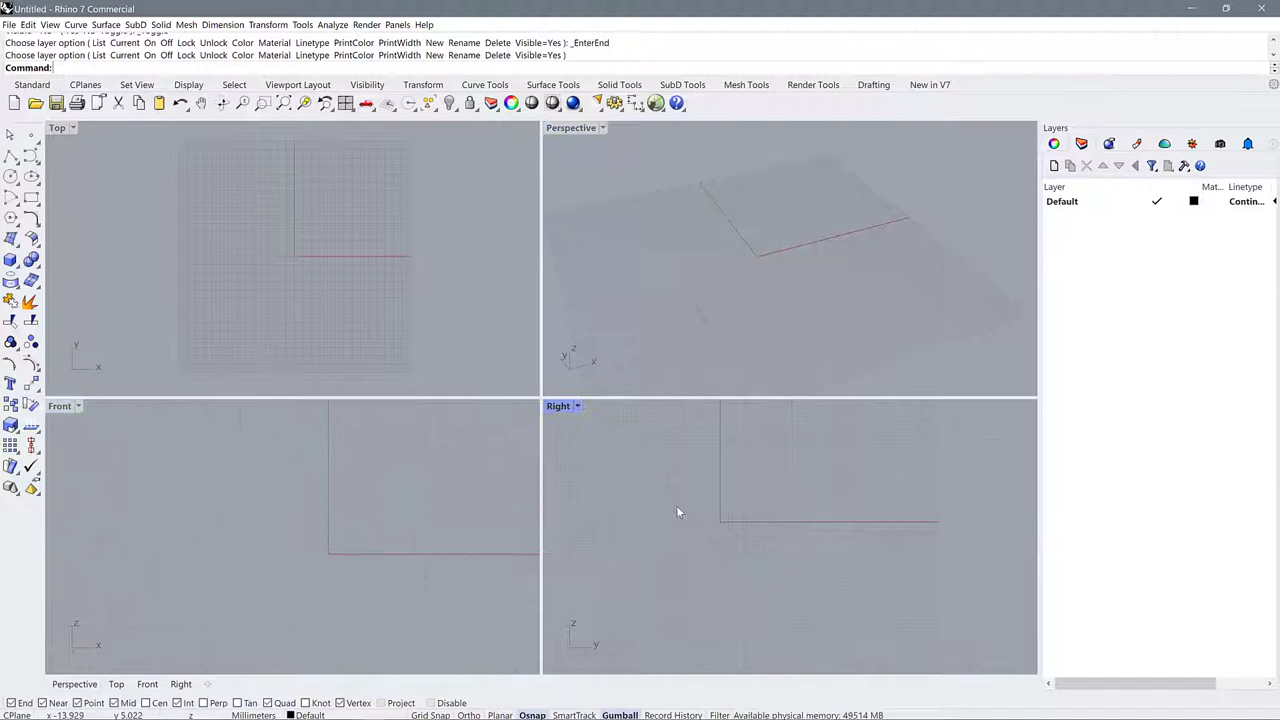 Untitled - Rhino 7 Commercial
File Edit View Curve Surface SubD Solid Mesh Dimension Transform Tools Analyze Render Panels Help
Choose layer option ( List Current On Off Lock Unlock Color Material Linetype PrintColor PrintWidth New Rename Delete Visible=Yes ): _EnterEnd
Choose layer option ( List Current On Off Lock Unlock Color Material Linetype PrintColor PrintWidth New Rename Delete Visible=Yes )
Command:
Standard CPlanes Set View Display Select Viewport Layout Visibility Transform Curve Tools Surface Tools Solid Tools SubD Tools Mesh Tools Render Tools Drafting New in V7
Top
Perspective
Layers
Layer Mat... Linetype
Default Contin...
y
x
z
y
x
Front
Right
z
x
z
y
Perspective Top Front Right
End Near Point Mid Cen Int Perp Tan Quad Knot Vertex Project Disable
CPlane x -13.929 y 5.022 z Millimeters Default Grid Snap Ortho Planar Osnap SmartTrack Gumball Record History Filter Available physical memory: 49514 MB